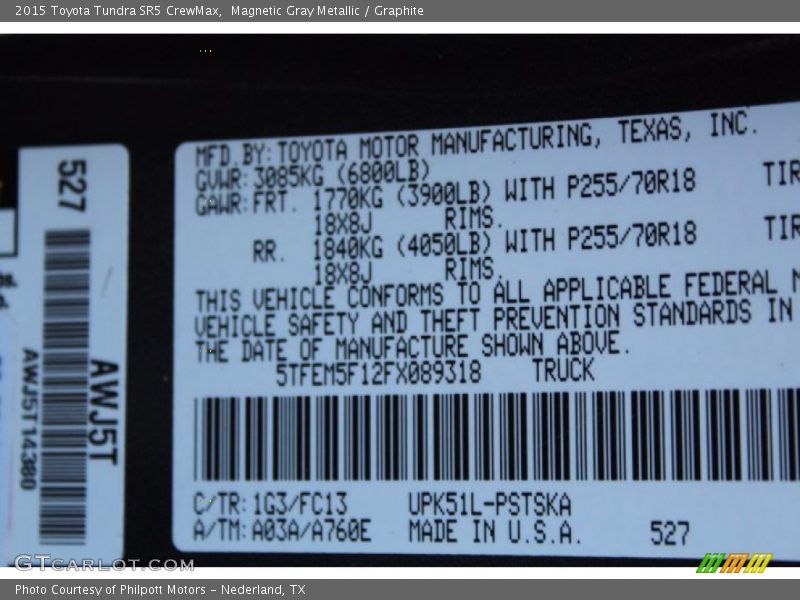 2015 Toyota Tundra SR5 CrewMax, Magnetic Gray Metallic / Graphite
527
AWJ5T
AWJ5T14380
MFD.BY:TOYOTA MOTOR MANUFACTURING, TEXAS, INC.
GVWR:3085KG (6800LB)
GAWR:FRT. 1770KG (3900LB) WITH P255/70R18 TIR
18X8J RIMS.
RR. 1840KG (4050LB) WITH P255/70R18 TIR
18X8J RIMS.
THIS VEHICLE CONFORMS TO ALL APPLICABLE FEDERAL M
VEHICLE SAFETY AND THEFT PREVENTION STANDARDS IN
THE DATE OF MANUFACTURE SHOWN ABOVE.
5TFEM5F12FX089318 TRUCK
C/TR:1G3/FC13 UPK51L-PSTSKA
A/TM:A03A/A760E MADE IN U.S.A. 527
GTCarLot.com
Photo Courtesy of Philpott Motors - Nederland, TX